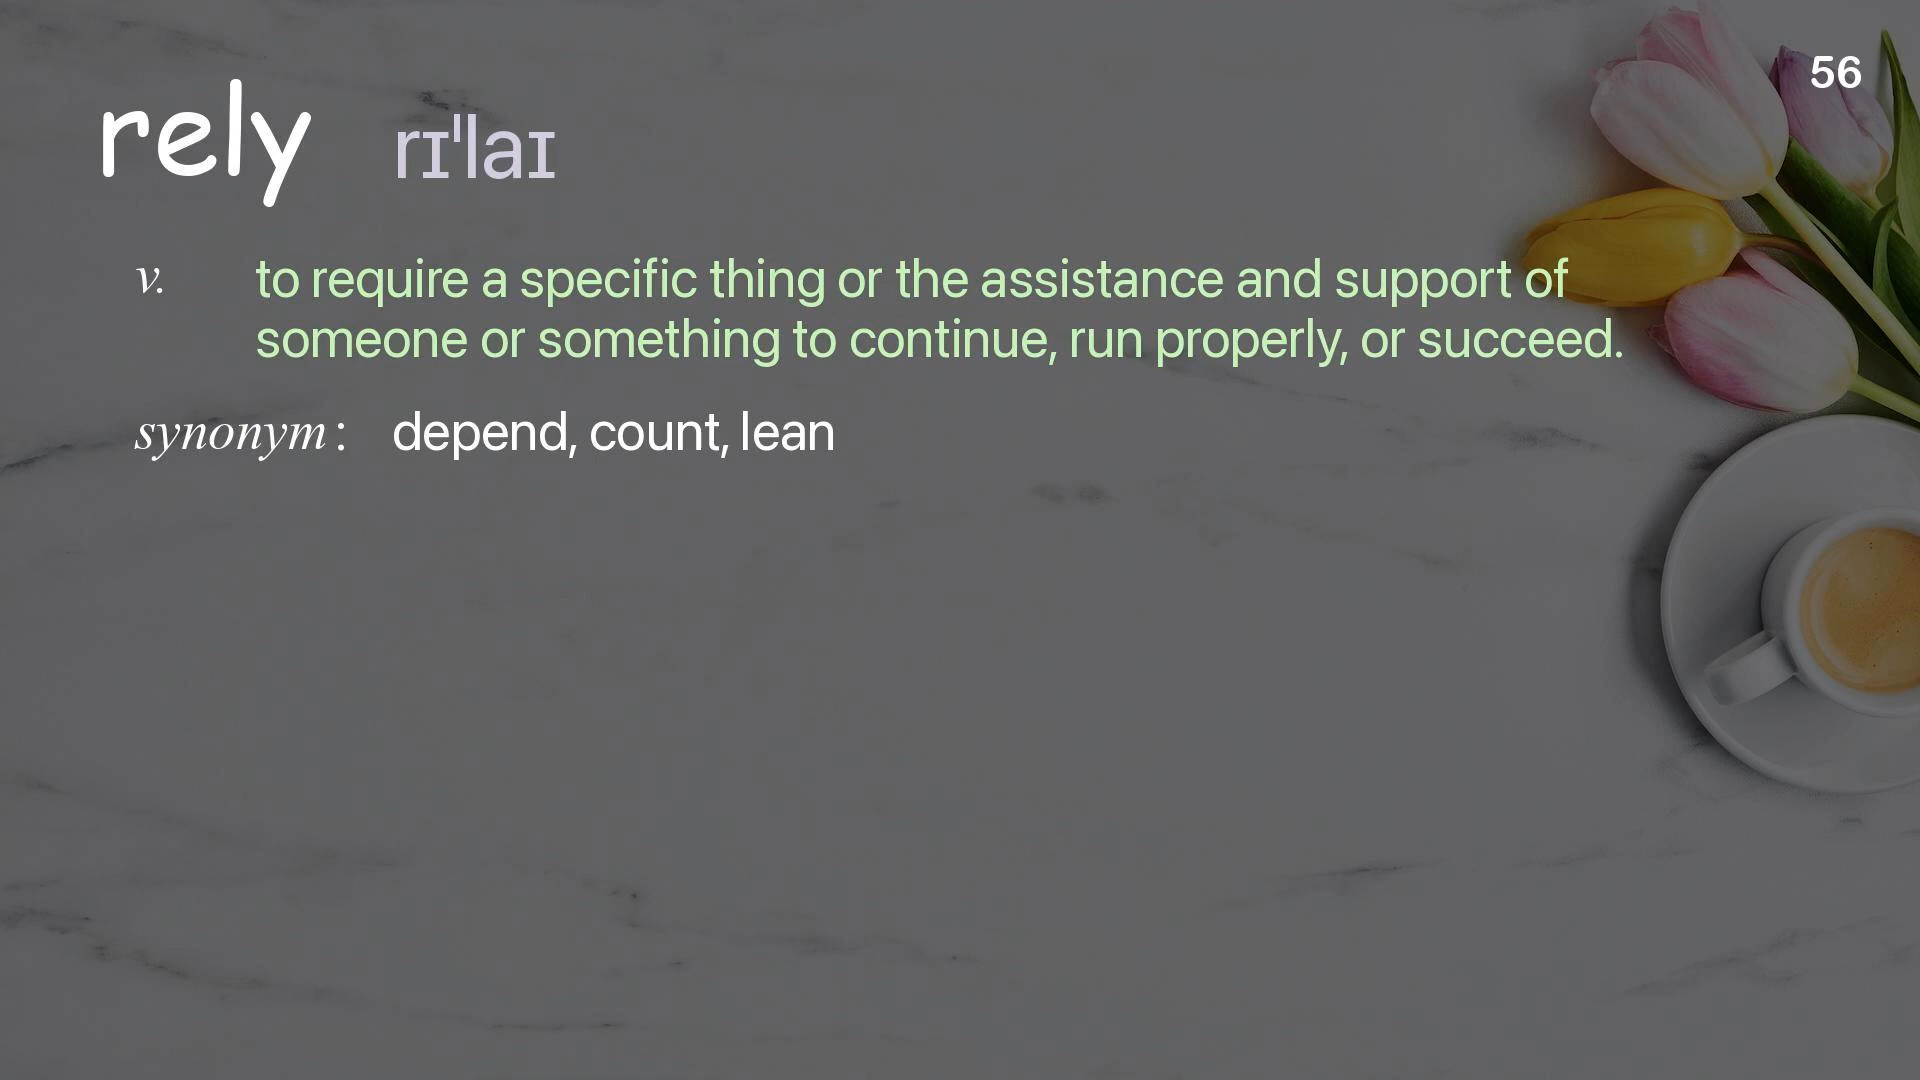 56
rely rɪˈlaɪ
v. to require a specific thing or the assistance and support of
someone or something to continue, run properly, or succeed.
synonym : depend, count, lean